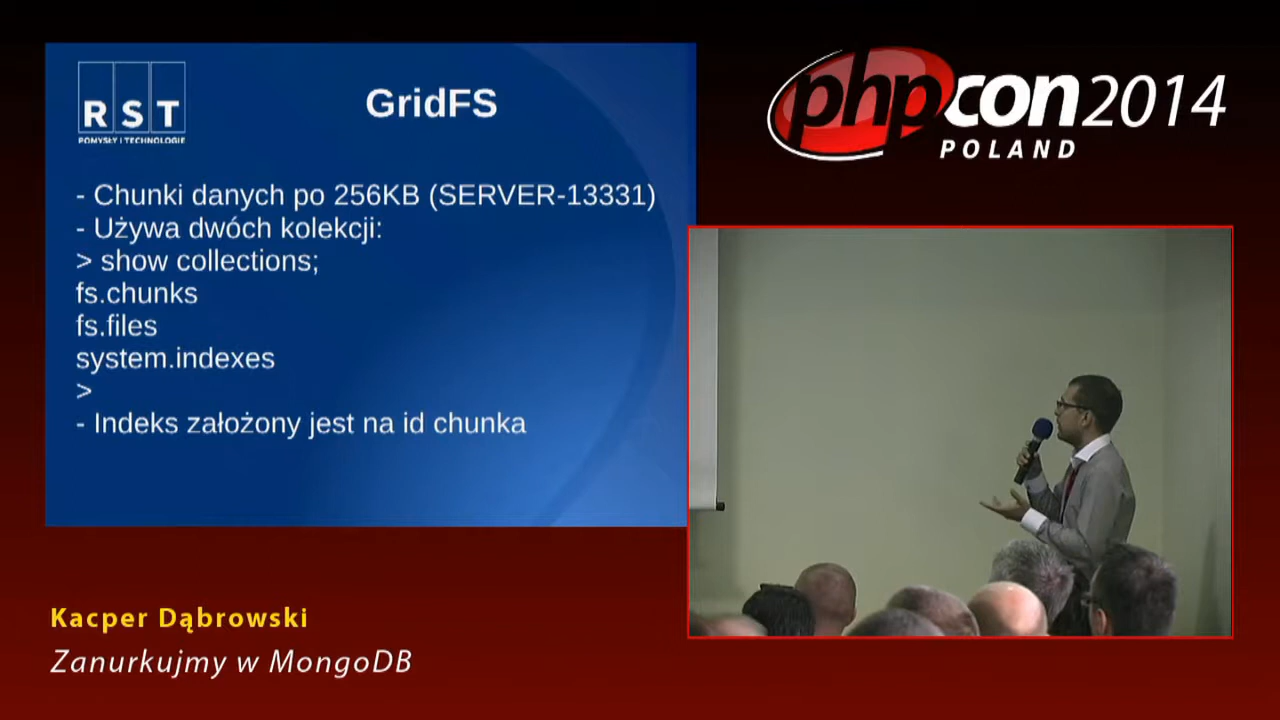 RST
POMYSŁY I TECHNOLOGIE
GridFS
- Chunki danych po 256KB (SERVER-13331)
- Używa dwóch kolekcji:
> show collections;
fs.chunks
fs.files
system.indexes
>
- Indeks założony jest na id chunka
phpcon2014
POLAND
Kacper Dąbrowski
Zanurkujmy w MongoDB